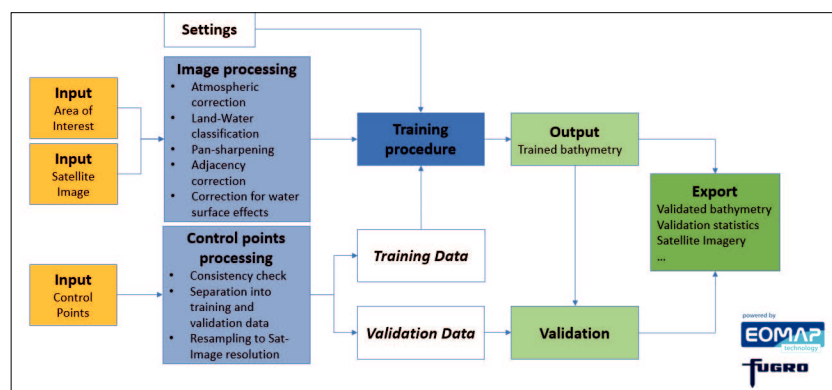 Settings
Input
Area of
Interest
Input
Satellite
Image
Image processing
• Atmospheric
correction
• Land-Water
classification
• Pan-sharpening
• Adjacency
correction
• Correction for water
surface effects
Training
procedure
Output
Trained bathymetry
Export
Validated bathymetry
Validation statistics
Satellite Imagery
...
Input
Control
Points
Control points
processing
• Consistency check
• Separation into
training and
validation data
• Resampling to Sat-
Image resolution
Training Data
Validation Data
Validation
powered by
EOMAP
technology
fugro